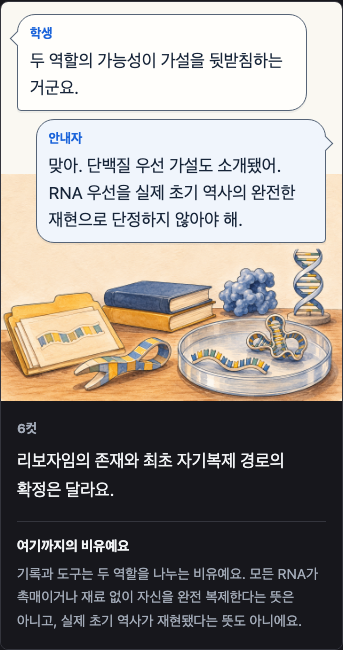 학생
두 역할의 가능성이 가설을 뒷받침하는
거군요.
안내자
맞아. 단백질 우선 가설도 소개됐어.
RNA 우선을 실제 초기 역사의 완전한
재현으로 단정하지 않아야 해.
6컷
리보자임의 존재와 최초 자기복제 경로의
확정은 달라요.
여기까지의 비유예요
기록과 도구는 두 역할을 나누는 비유예요. 모든 RNA가
촉매이거나 재료 없이 자신을 완전 복제한다는 뜻은
아니고, 실제 초기 역사가 재현됐다는 뜻도 아니에요.